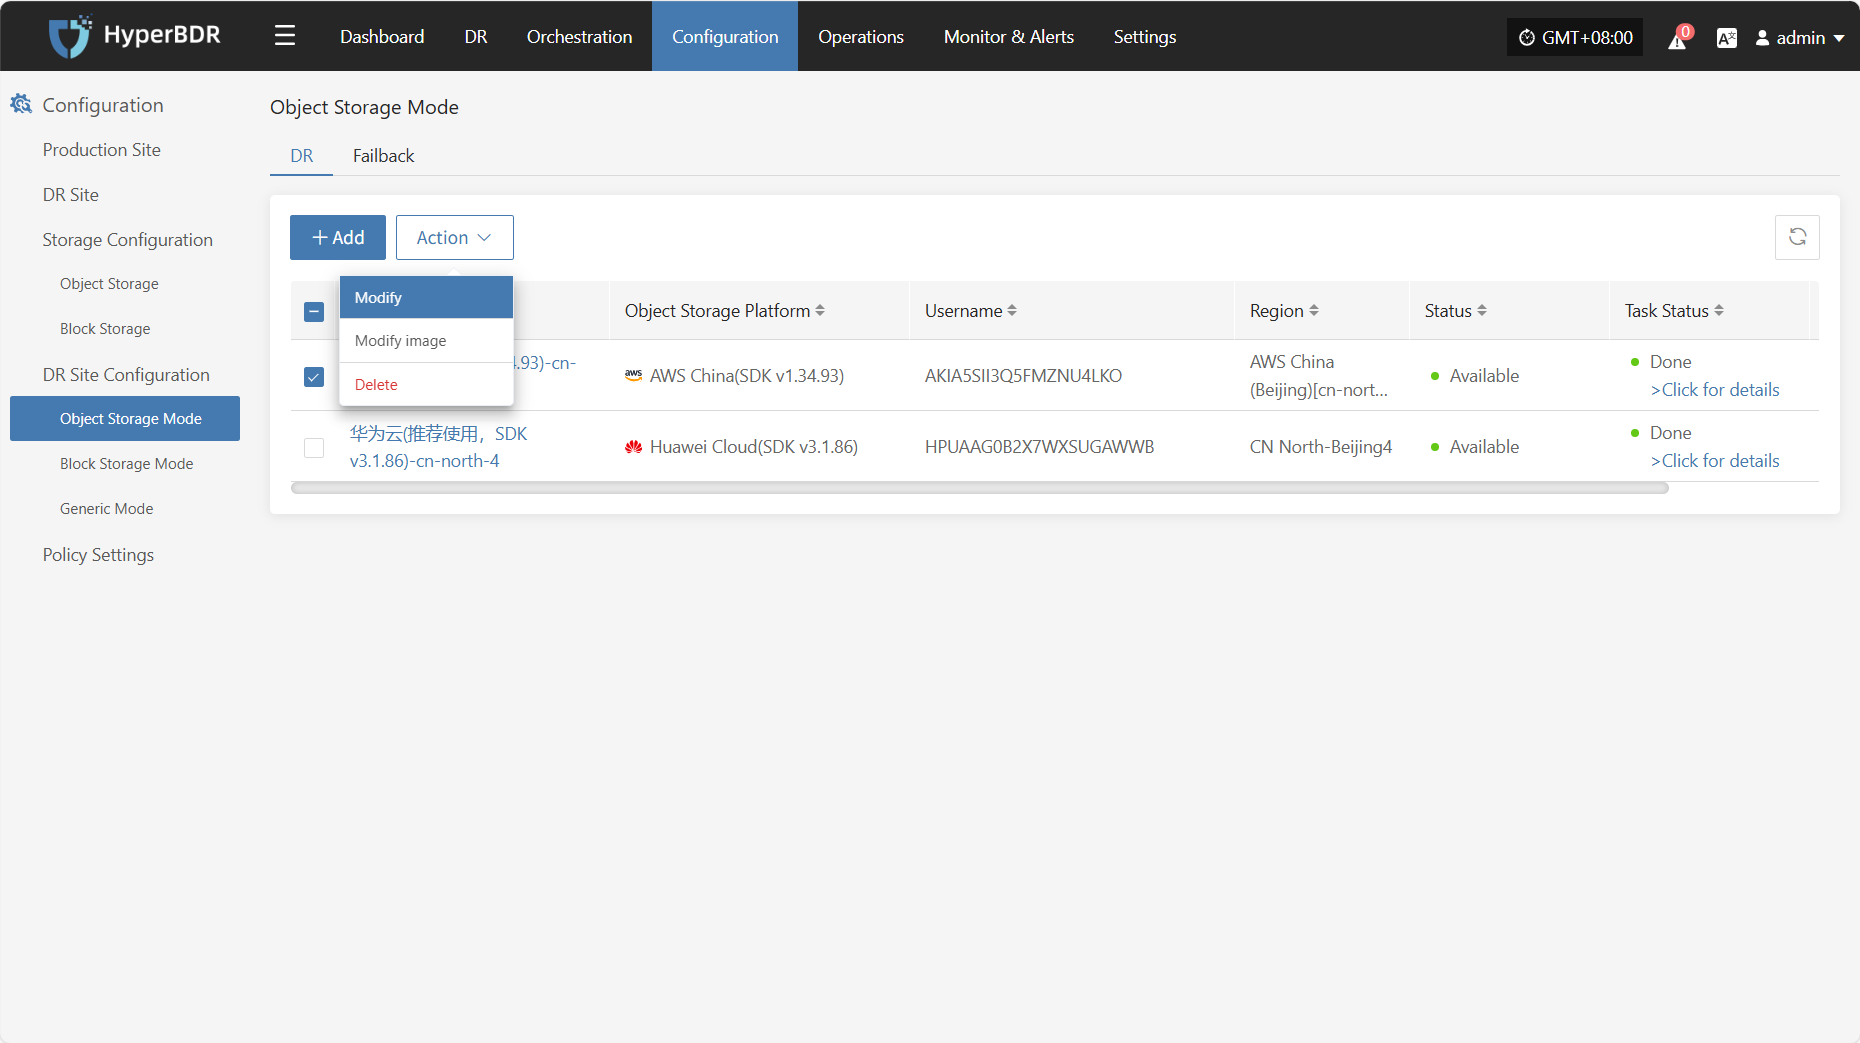 HyperBDR
Dashboard
DR
Orchestration
Configuration
Operations
Monitor & Alerts
Settings
GMT+08:00
0
admin
Configuration
Production Site
DR Site
Storage Configuration
Object Storage
Block Storage
DR Site Configuration
Object Storage Mode
Block Storage Mode
Generic Mode
Policy Settings
Object Storage Mode
DR
Failback
+ Add
Action
Modify
Modify image
Delete
Object Storage Platform
Username
Region
Status
Task Status
.93)-cn-
aws AWS China(SDK v1.34.93)
AKIA5SII3Q5FMZNU4LKO
AWS China
(Beijing)[cn-nort...
Available
Done
>Click for details
华为云(推荐使用，SDK
v3.1.86)-cn-north-4
Huawei Cloud(SDK v3.1.86)
HPUAAG0B2X7WXSUGAWWB
CN North-Beijing4
Available
Done
>Click for details